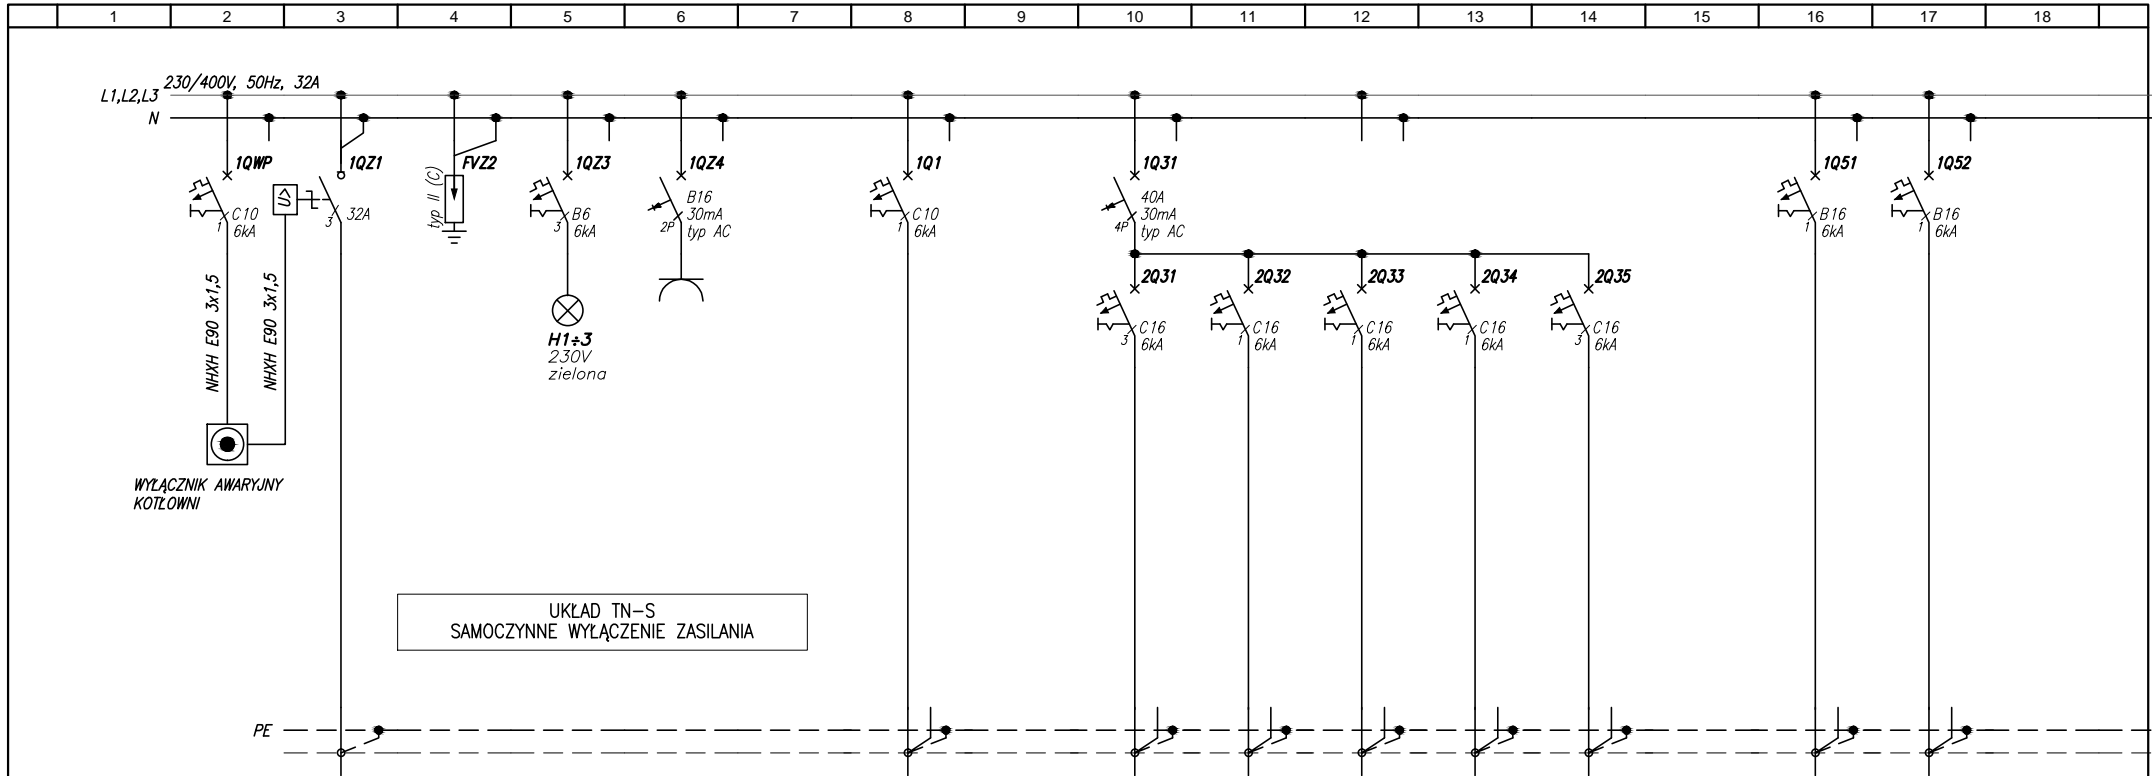 1 2 3 4 5 6 7 8 9 10 11 12 13 14 15 16 17 18
230/400V, 50Hz, 32A
L1,L2,L3
N
1QWP
C10
1
6kA
1QZ1
U>
32A
3
FVZ2
typ II (C)
1QZ3
B6
3
6kA
1QZ4
B16
30mA
2P
typ AC
1Q1
C10
1
6kA
1Q31
40A
30mA
4P
typ AC
1Q51
B16
1
6kA
1Q52
B16
1
6kA
2Q31
C16
3
6kA
2Q32
C16
1
6kA
2Q33
C16
1
6kA
2Q34
C16
1
6kA
2Q35
C16
3
6kA
NHXH E90 3x1,5
NHXH E90 3x1,5
H1÷3
230V
zielona
WYŁĄCZNIK AWARYJNY
KOTŁOWNI
UKŁAD TN-S
SAMOCZYNNE WYŁĄCZENIE ZASILANIA
PE